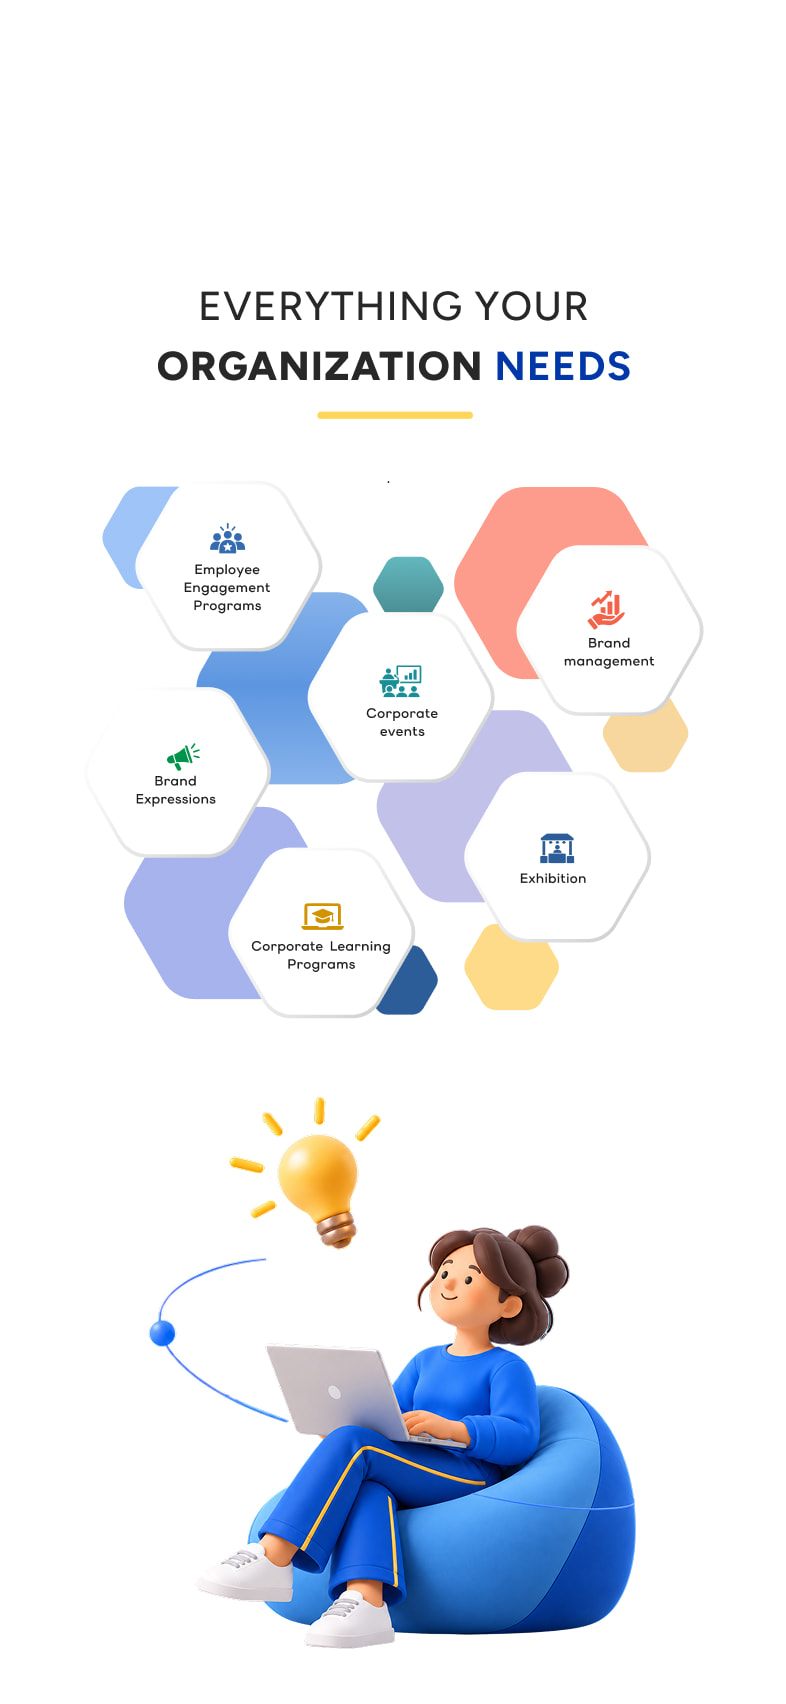 EVERYTHING YOUR
ORGANIZATION NEEDS
.
Employee
Engagement
Programs
Brand
management
Corporate
events
Brand
Expressions
Exhibition
Corporate Learning
Programs